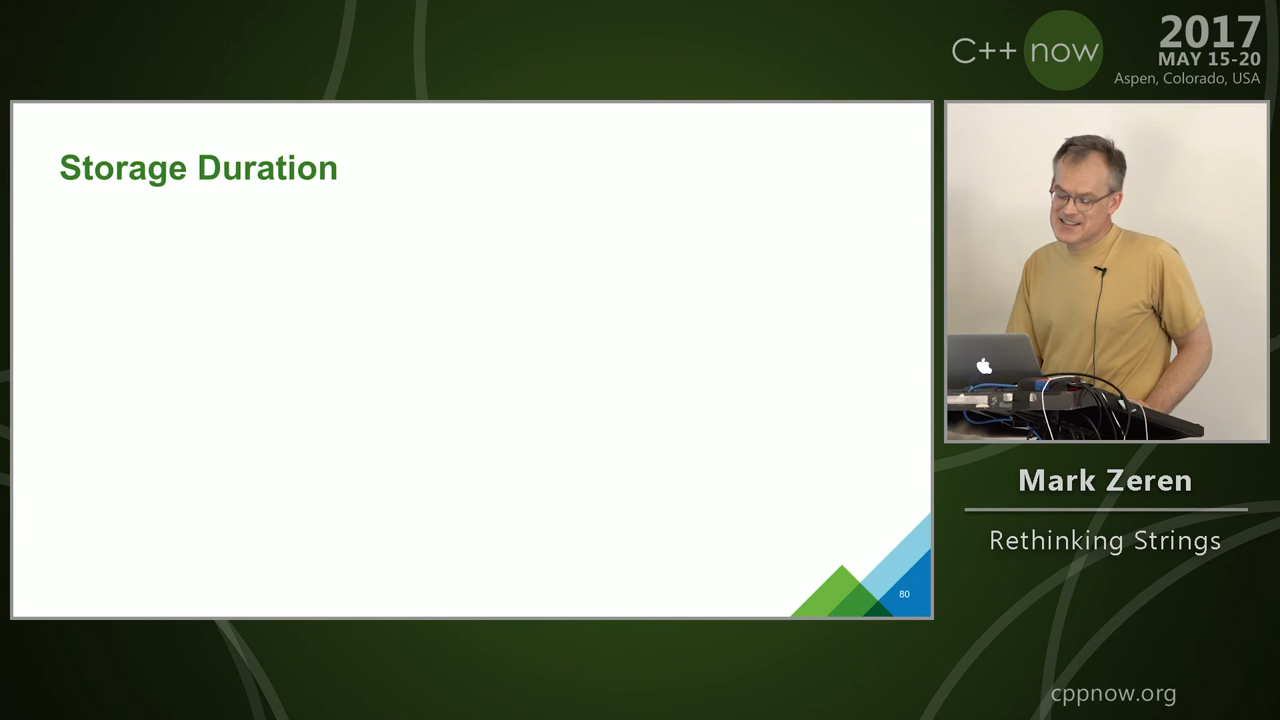 C++ now
2017
MAY 15-20
Aspen, Colorado, USA
Storage Duration
80
Mark Zeren
Rethinking Strings
cppnow.org